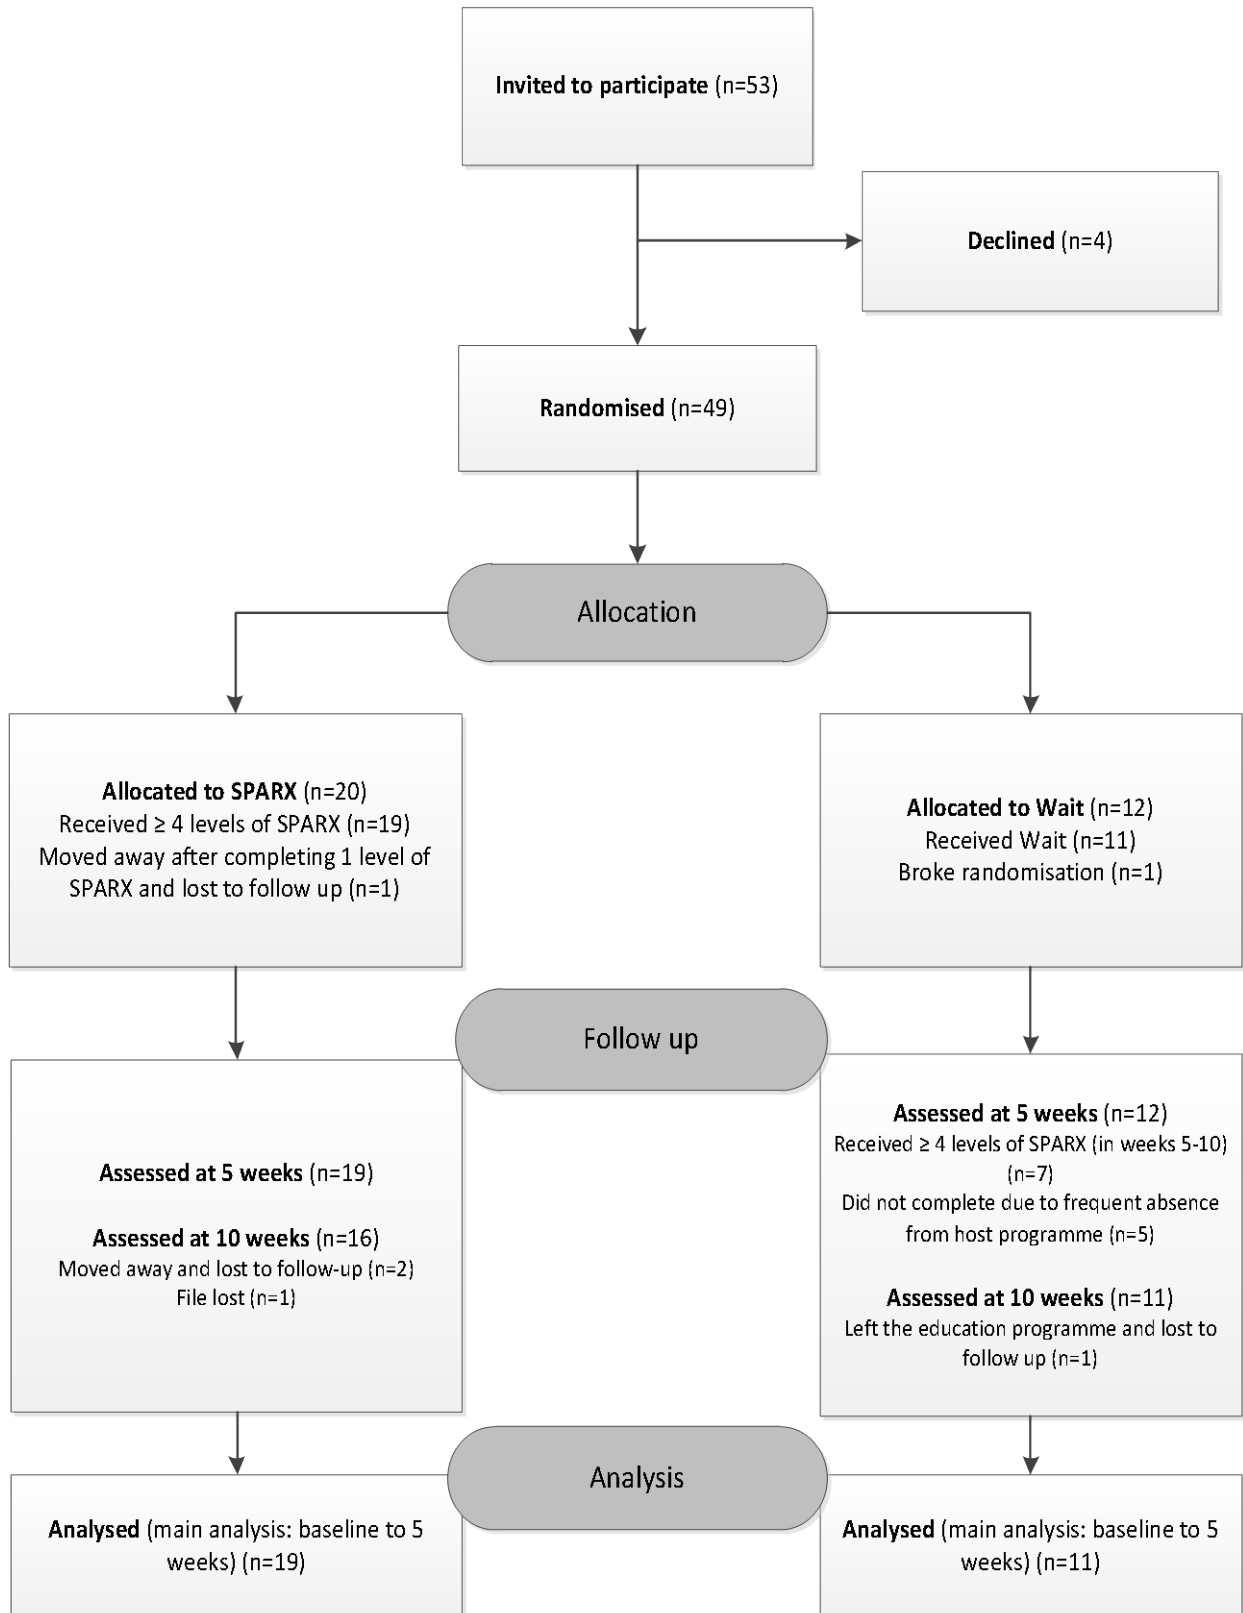 Invited to participate (n=53)
Declined (n=4)
Randomised (n=49)
Allocation
Allocated to SPARX (n=20)
Received ≥ 4 levels of SPARX (n=19)
Moved away after completing 1 level of
SPARX and lost to follow up (n=1)
Allocated to Wait (n=12)
Received Wait (n=11)
Broke randomisation (n=1)
Follow up
Assessed at 5 weeks (n=19)
Assessed at 10 weeks (n=16)
Moved away and lost to follow-up (n=2)
File lost (n=1)
Assessed at 5 weeks (n=12)
Received ≥ 4 levels of SPARX (in weeks 5-10)
(n=7)
Did not complete due to frequent absence
from host programme (n=5)
Assessed at 10 weeks (n=11)
Left the education programme and lost to
follow up (n=1)
Analysis
Analysed (main analysis: baseline to 5
weeks) (n=19)
Analysed (main analysis: baseline to 5
weeks) (n=11)